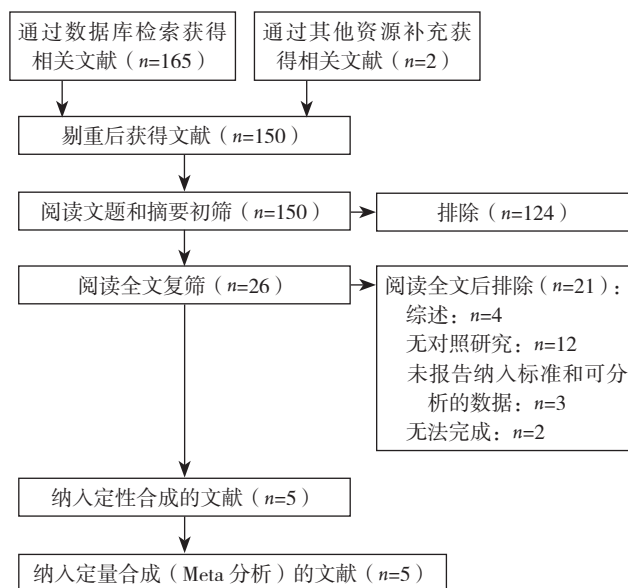 通过数据库检索获得
相关文献（n=165）
通过其他资源补充获
得相关文献（n=2）
剔重后获得文献（n=150）
阅读文题和摘要初筛（n=150）
排除（n=124）
阅读全文复筛（n=26）
阅读全文后排除（n=21）：
综述：n=4
无对照研究：n=12
未报告纳入标准和可分
析的数据：n=3
无法完成：n=2
纳入定性合成的文献（n=5）
纳入定量合成（Meta 分析）的文献（n=5）